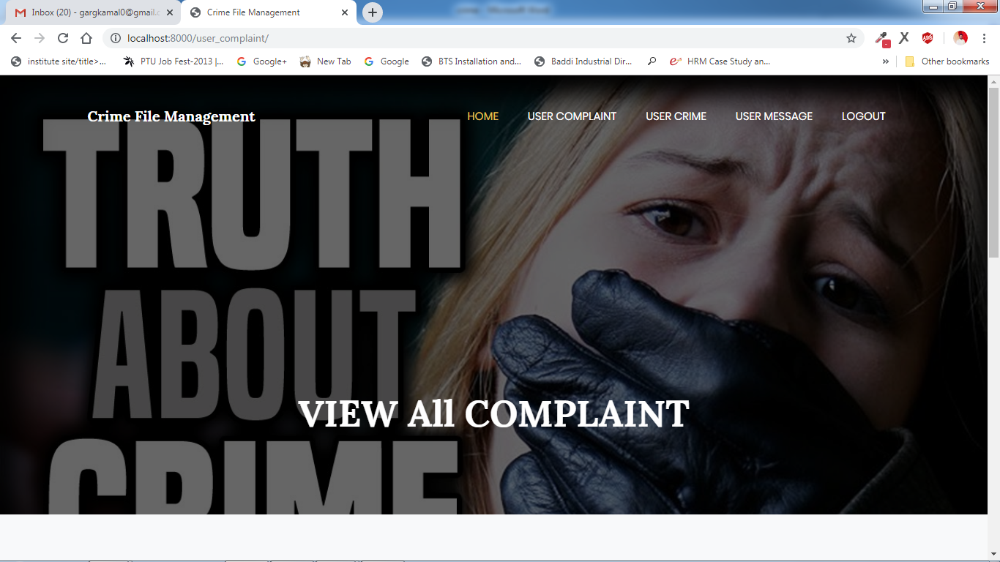 Inbox (20) - gargkamal0@gmail.c
Crime File Management
localhost:8000/user_complaint/
institute site/title>...
PTU Job Fest-2013 |...
Google+
New Tab
Google
BTS Installation and...
Baddi Industrial Dir...
HRM Case Study an...
»
Other bookmarks
Crime File Management
HOME
USER COMPLAINT
USER CRIME
USER MESSAGE
LOGOUT
TRUTH
ABOUT
VIEW All COMPLAINT
CRIME